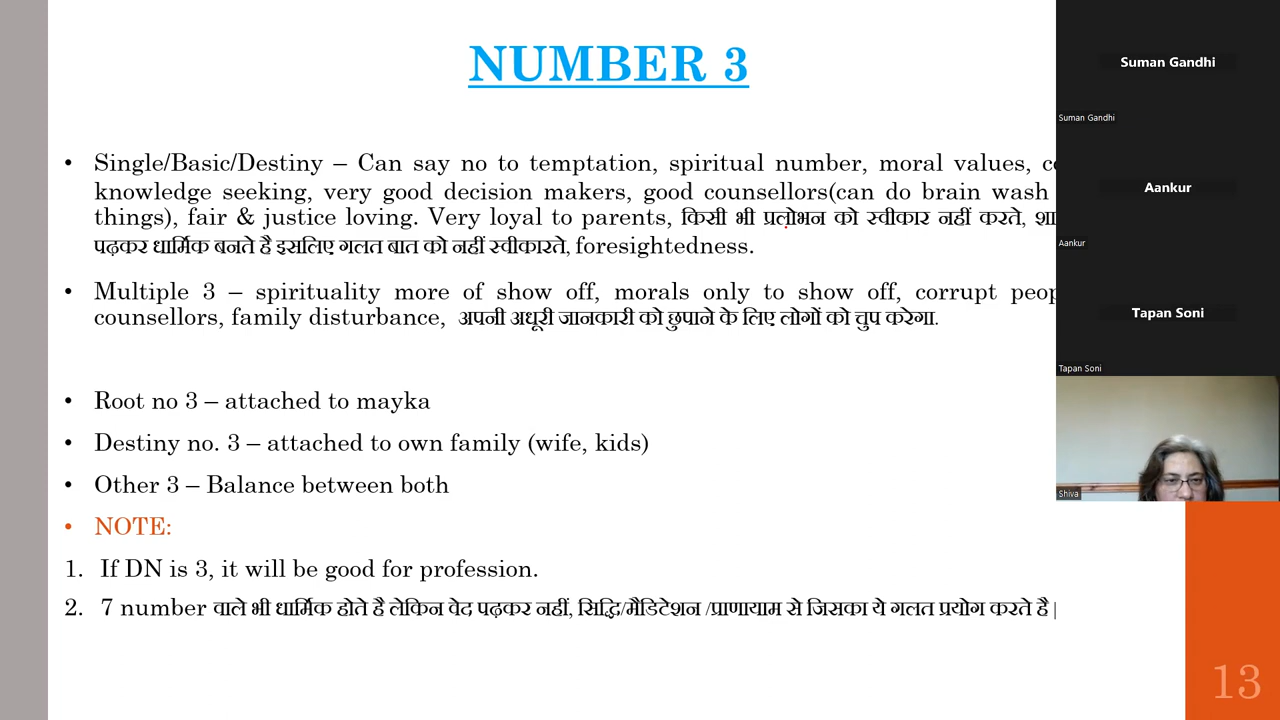 NUMBER 3
• Single/Basic/Destiny – Can say no to temptation, spiritual number, moral values,
knowledge seeking, very good decision makers, good counsellors(can do brain wash
things), fair & justice loving. Very loyal to parents, किसी भी प्रलोभन को स्वीकार नहीं करते,
पढ़कर धार्मिक बनते है इसलिए गलत बात को नहीं स्वीकारते, foresightedness.
• Multiple 3 – spirituality more of show off, morals only to show off, corrupt
counsellors, family disturbance, अपनी अधूरी जानकारी को छुपाने के लिए लोगों को चुप करेगा.
• Root no 3 – attached to mayka
• Destiny no. 3 – attached to own family (wife, kids)
• Other 3 – Balance between both
• NOTE:
1. If DN is 3, it will be good for profession.
2. 7 number वाले भी धार्मिक होते है लेकिन वेद पढ़कर नहीं, सिद्धि/मैडिटेशन /प्राणायाम से जिसका ये गलत प्रयोग करते है |
13
Suman Gandhi
Suman Gandhi
Aankur
Aankur
Tapan Soni
Tapan Soni
Shiva